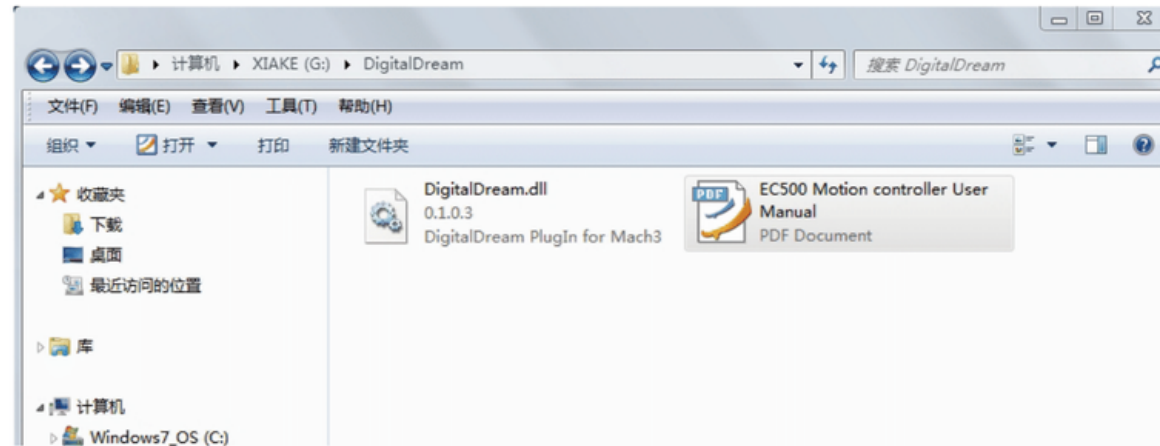 计算机 XIAKE (G:) DigitalDream
搜索 DigitalDream
文件(F) 编辑(E) 查看(V) 工具(T) 帮助(H)
组织 打开 打印 新建文件夹
收藏夹
下载
桌面
最近访问的位置
库
计算机
Windows7_OS (C:)
DigitalDream.dll
0.1.0.3
DigitalDream PlugIn for Mach3
PDF
EC500 Motion controller User
Manual
PDF Document